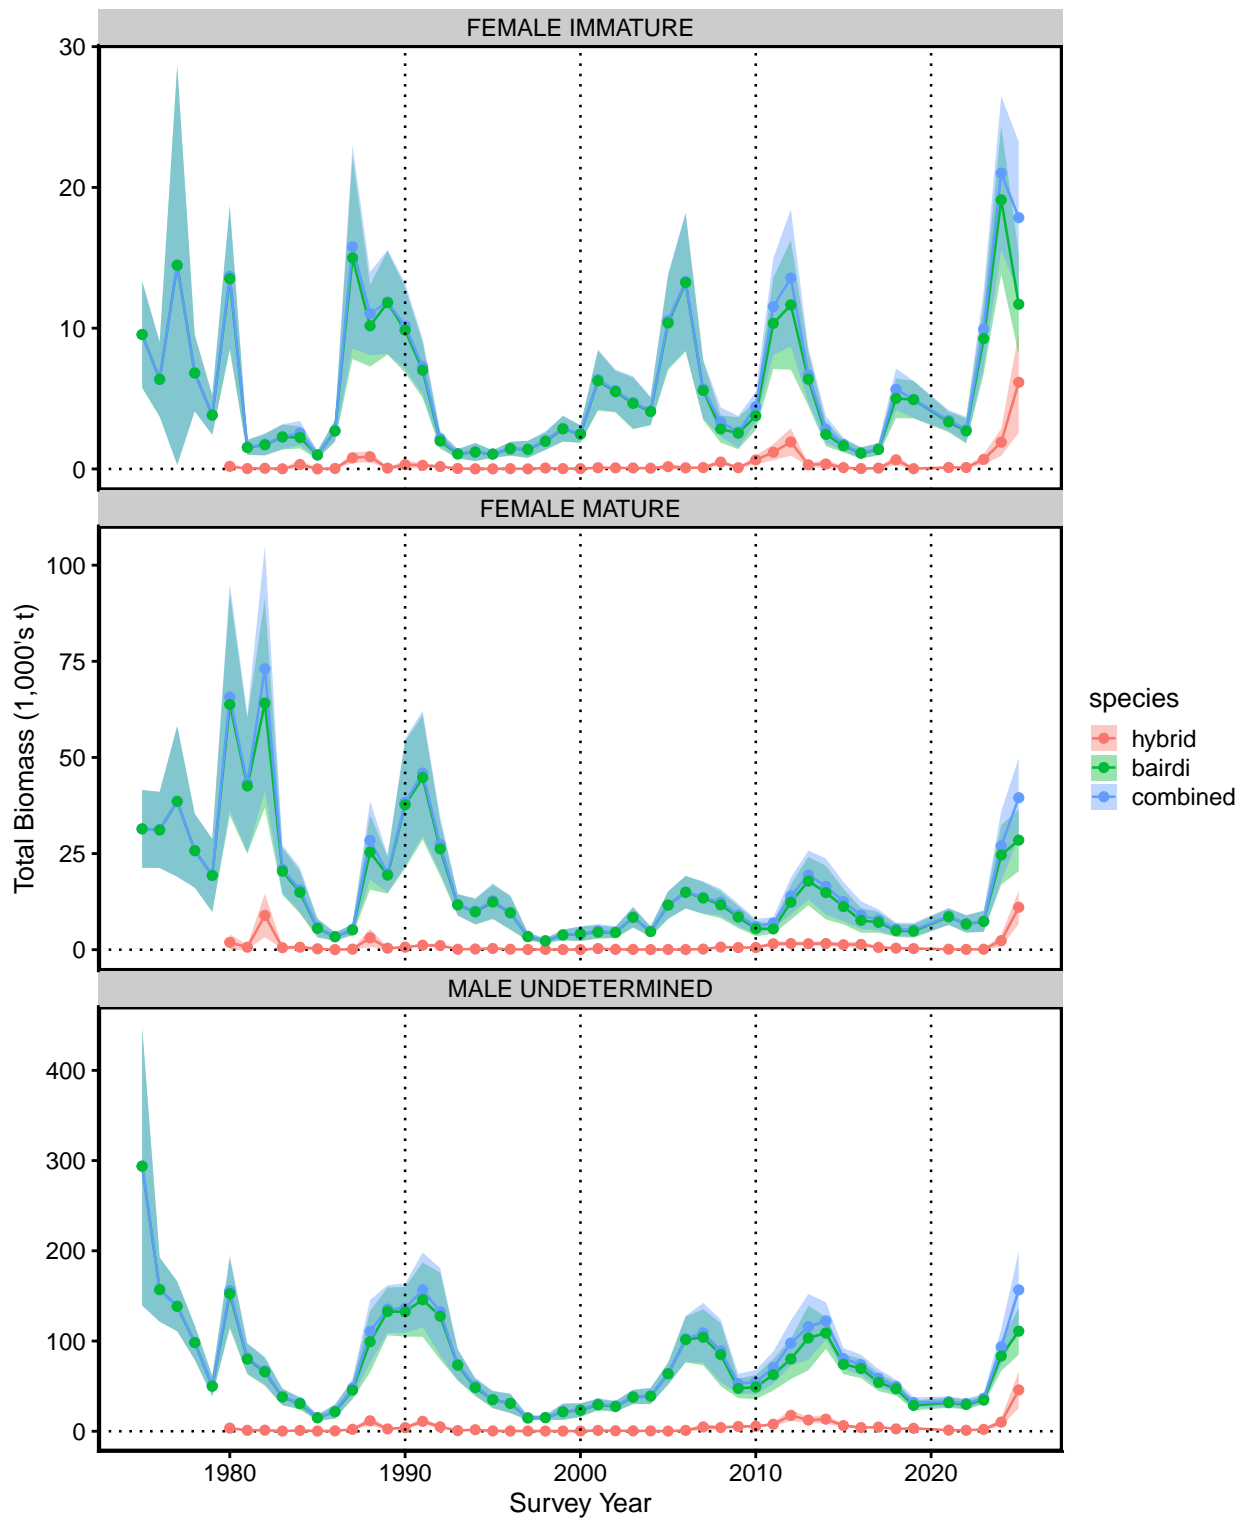 FEMALE IMMATURE
30
20
10
0
FEMALE MATURE
100
75
50
25
0
MALE UNDETERMINED
400
300
200
100
0
1980 1990 2000 2010 2020
Survey Year
Total Biomass (1,000's t)
species
hybrid
bairdi
combined